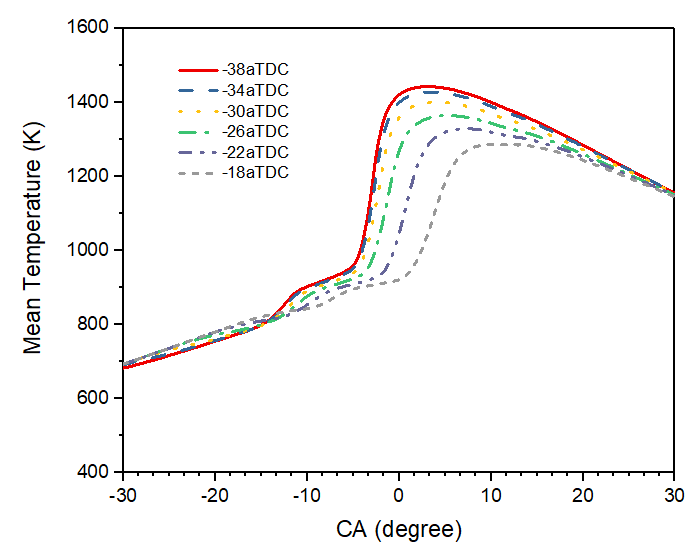 1600
1400
1200
1000
800
600
400
Mean Temperature (K)
-38aTDC
-34aTDC
-30aTDC
-26aTDC
-22aTDC
-18aTDC
-30 -20 -10 0 10 20 30
CA (degree)